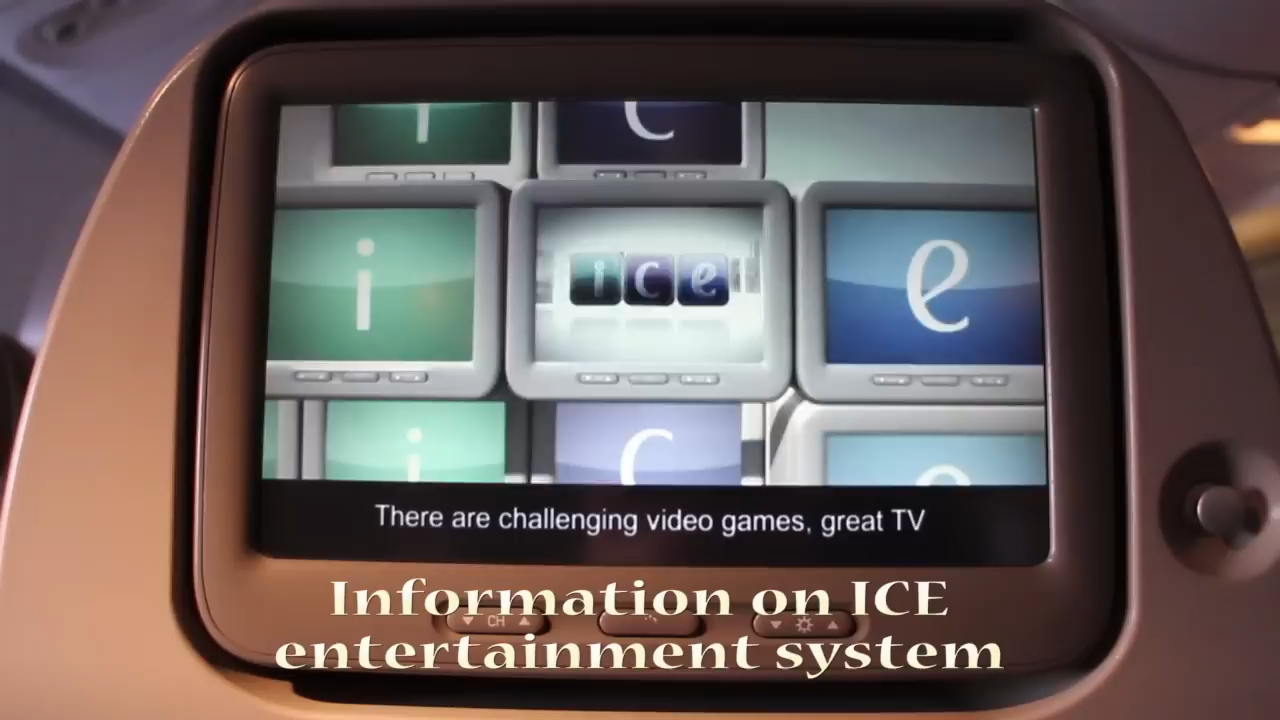 i
c
i
ice
e
i
c
e
There are challenging video games, great TV
CH
Information on ICE
entertainment system